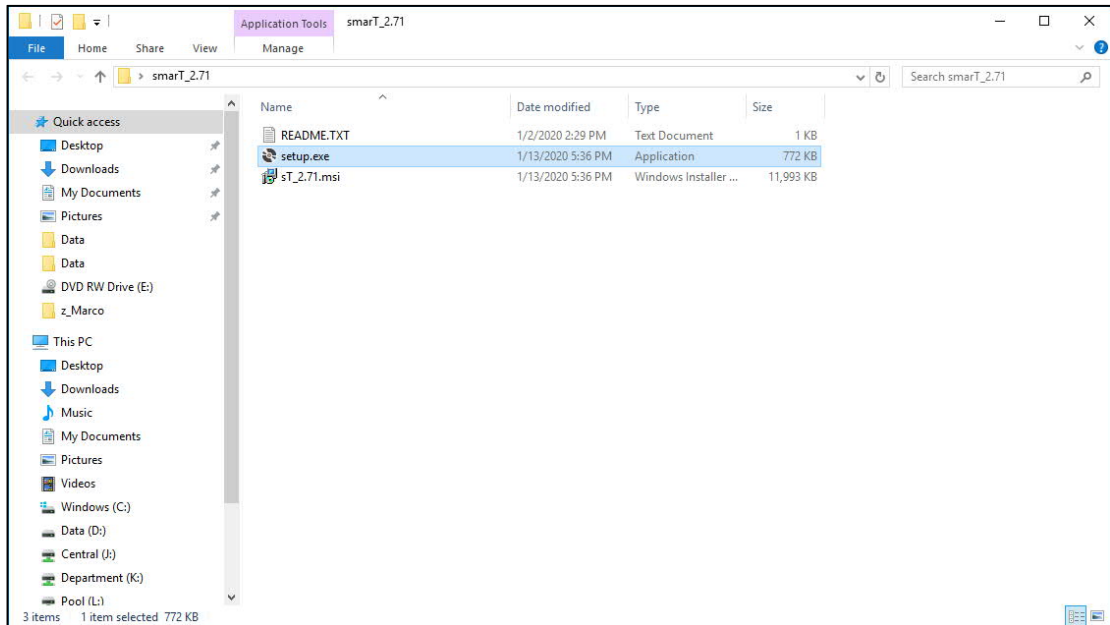 Application Tools smarT_2.71
File Home Share View Manage
smarT_2.71 Search smarT_2.71
Name Date modified Type Size
README.TXT 1/2/2020 2:29 PM Text Document 1 KB
setup.exe 1/13/2020 5:36 PM Application 772 KB
sT_2.71.msi 1/13/2020 5:36 PM Windows Installer ... 11,993 KB
Quick access
Desktop
Downloads
My Documents
Pictures
Data
Data
DVD RW Drive (E:)
z_Marco
This PC
Desktop
Downloads
Music
My Documents
Pictures
Videos
Windows (C:)
Data (D:)
Central (J:)
Department (K:)
Pool (L:)
3 items 1 item selected 772 KB